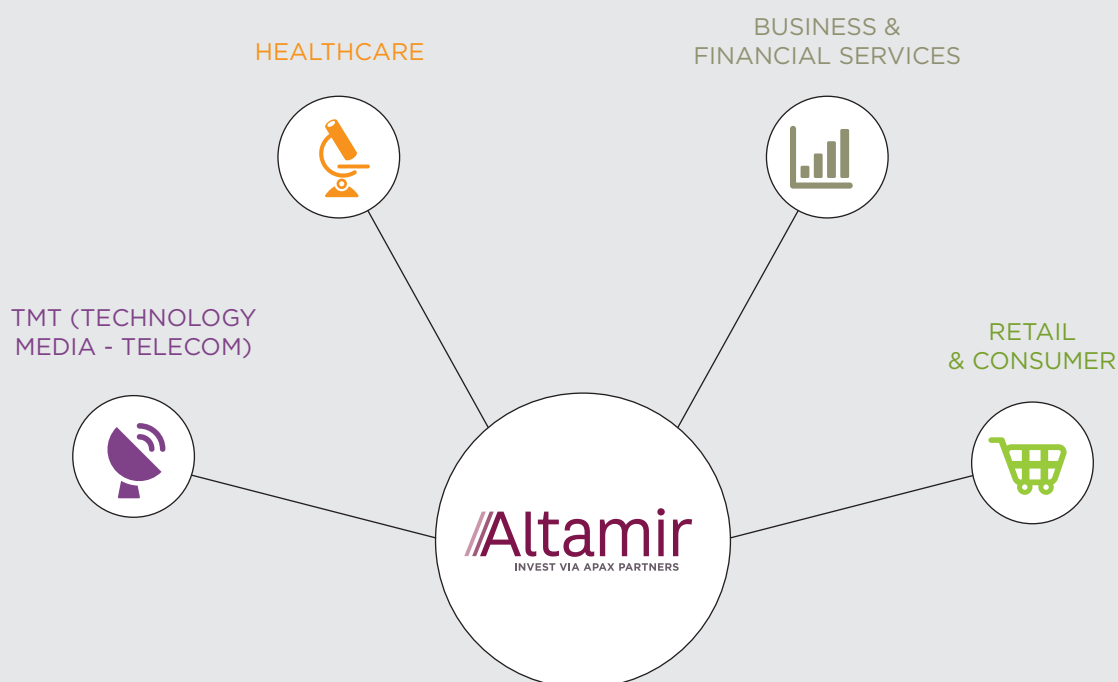 HEALTHCARE
BUSINESS &
FINANCIAL SERVICES
TMT (TECHNOLOGY
MEDIA - TELECOM)
RETAIL
& CONSUMER
Altamir
INVEST VIA APAX PARTNERS